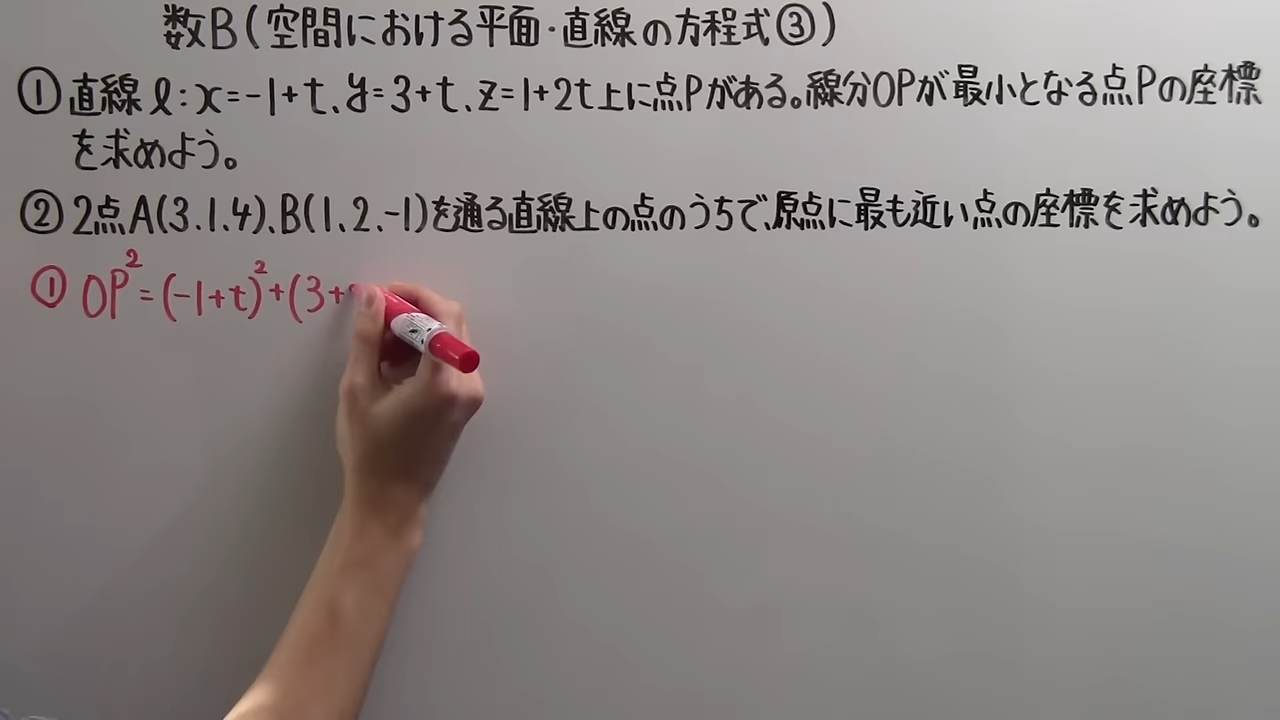 数B(空間における平面・直線の方程式③)
①直線l:x=-1+t、y=3+t、z=1+2t上に点Pがある。線分OPが最小となる点Pの座標
を求めよう。
②2点A(3.1.4)、B(1.2.-1)を通る直線上の点のうちで、原点に最も近い点の座標を求めよう。
①OP²=(-1+t)²+(3+